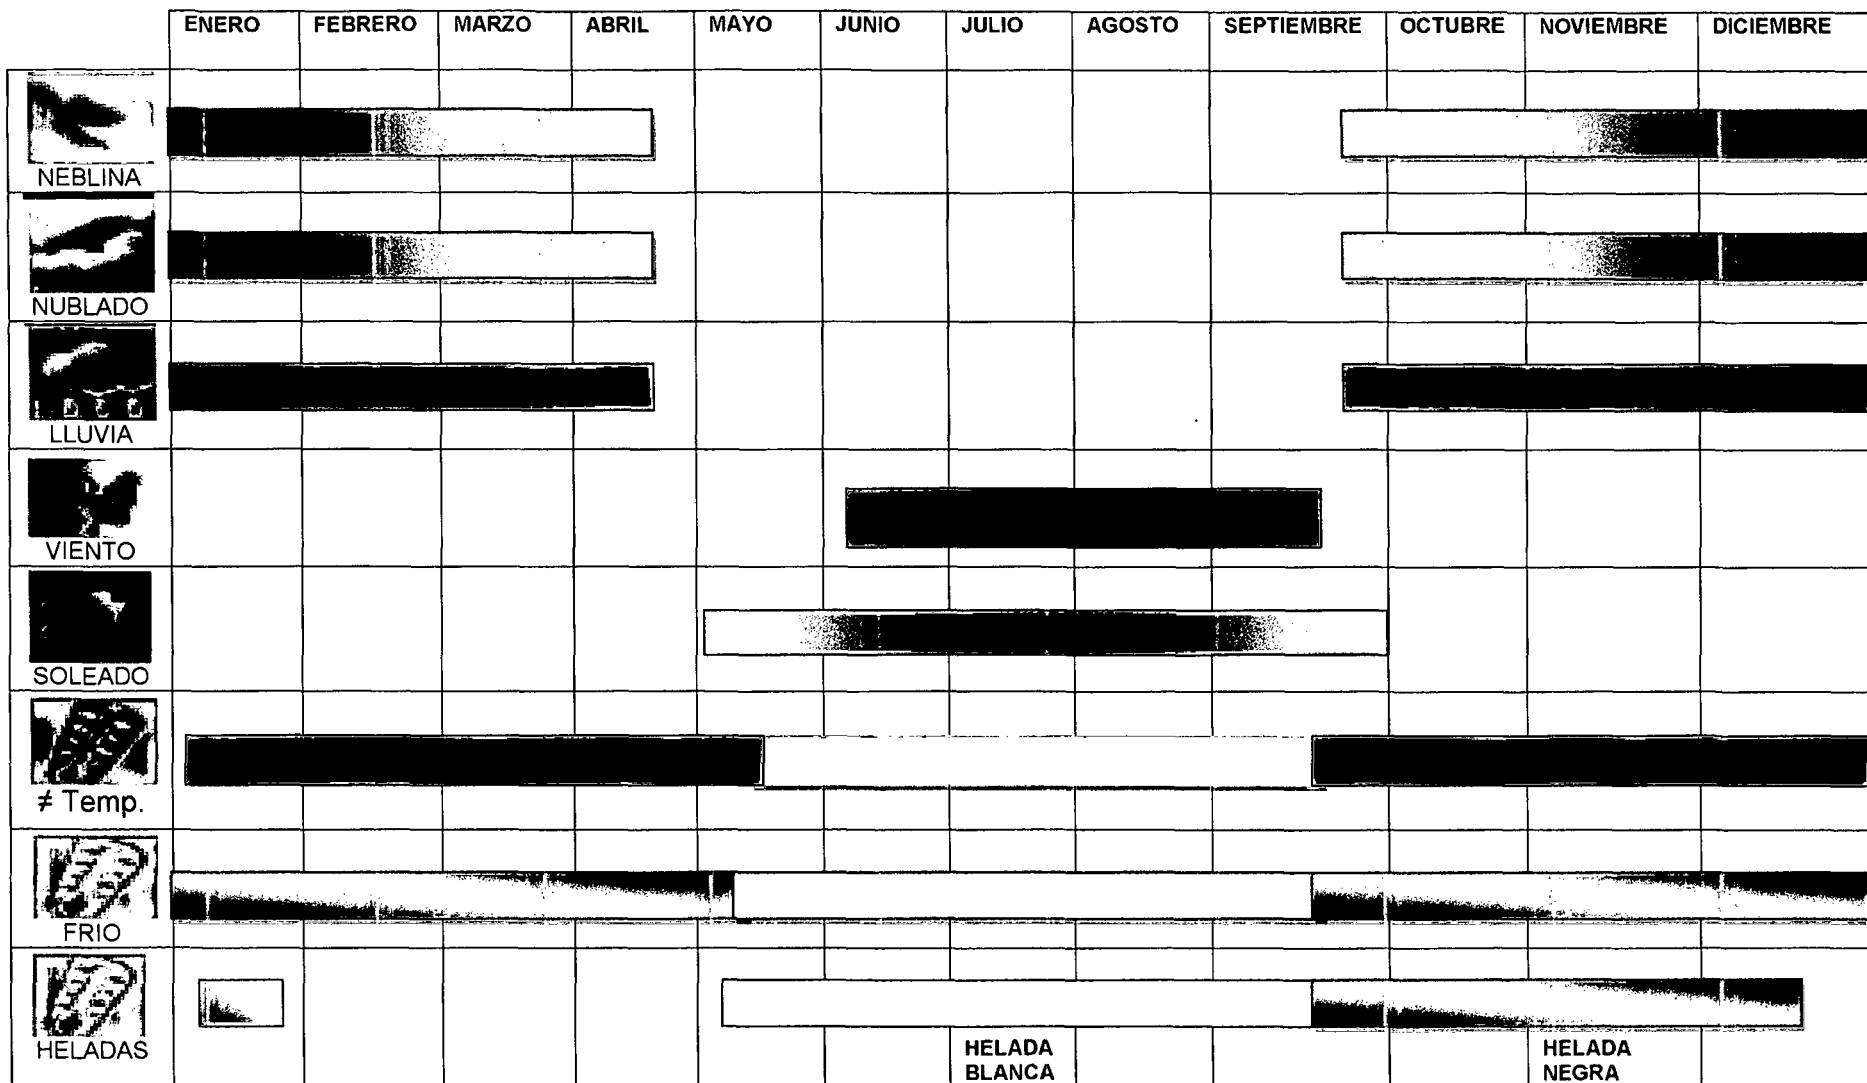 ENERO FEBRERO MARZO ABRIL MAYO JUNIO JULIO AGOSTO SEPTIEMBRE OCTUBRE NOVIEMBRE DICIEMBRE
NEBLINA
NUBLADO
LLUVIA
VIENTO
SOLEADO
≠ Temp.
FRIO
HELADAS
HELADA
BLANCA
HELADA
NEGRA